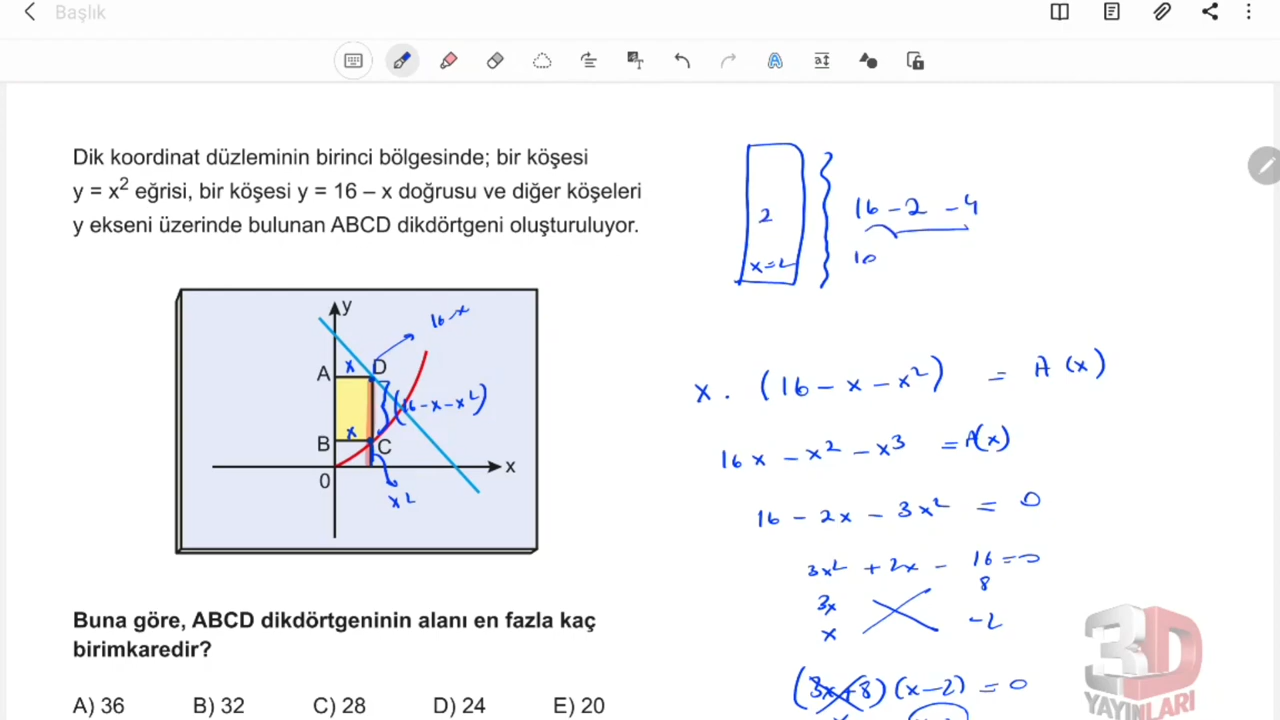 Başlık
Dik koordinat düzleminin birinci bölgesinde; bir köşesi
y = x² eğrisi, bir köşesi y = 16 – x doğrusu ve diğer köşeleri
y ekseni üzerinde bulunan ABCD dikdörtgeni oluşturuluyor.
2
16 - 2 - 4
10
y
16-x
A x D
(16-x-x²)
B x C
x
0
x²
x . (16 - x - x²) = A(x)
16x - x² - x³ = A(x)
16 - 2x - 3x² = 0
3x² + 2x - 16 = 0
3x 8
x -2
(3x+8)(x-2) = 0
Buna göre, ABCD dikdörtgeninin alanı en fazla kaç
birimkaredir?
A) 36 B) 32 C) 28 D) 24 E) 20
3D
YAYINLARI